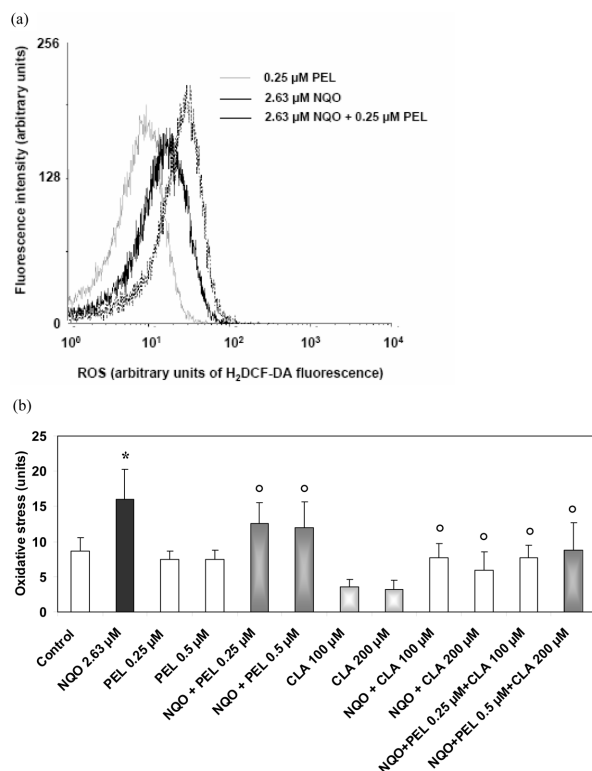 (a)
256
128
0
Fluorescence intensity (arbitrary units)
0.25 µM PEL
2.63 µM NQO
2.63 µM NQO + 0.25 µM PEL
10⁰ 10¹ 10² 10³ 10⁴
ROS (arbitrary units of H₂DCF-DA fluorescence)
(b)
Oxidative stress (units)
25
20
15
10
5
0
*
Control
NQO 2.63 µM
PEL 0.25 µM
PEL 0.5 µM
NQO + PEL 0.25 µM
NQO + PEL 0.5 µM
CLA 100 µM
CLA 200 µM
NQO + CLA 100 µM
NQO + CLA 200 µM
NQO+PEL 0.25 µM+CLA 100 µM
NQO+PEL 0.5 µM+CLA 200 µM